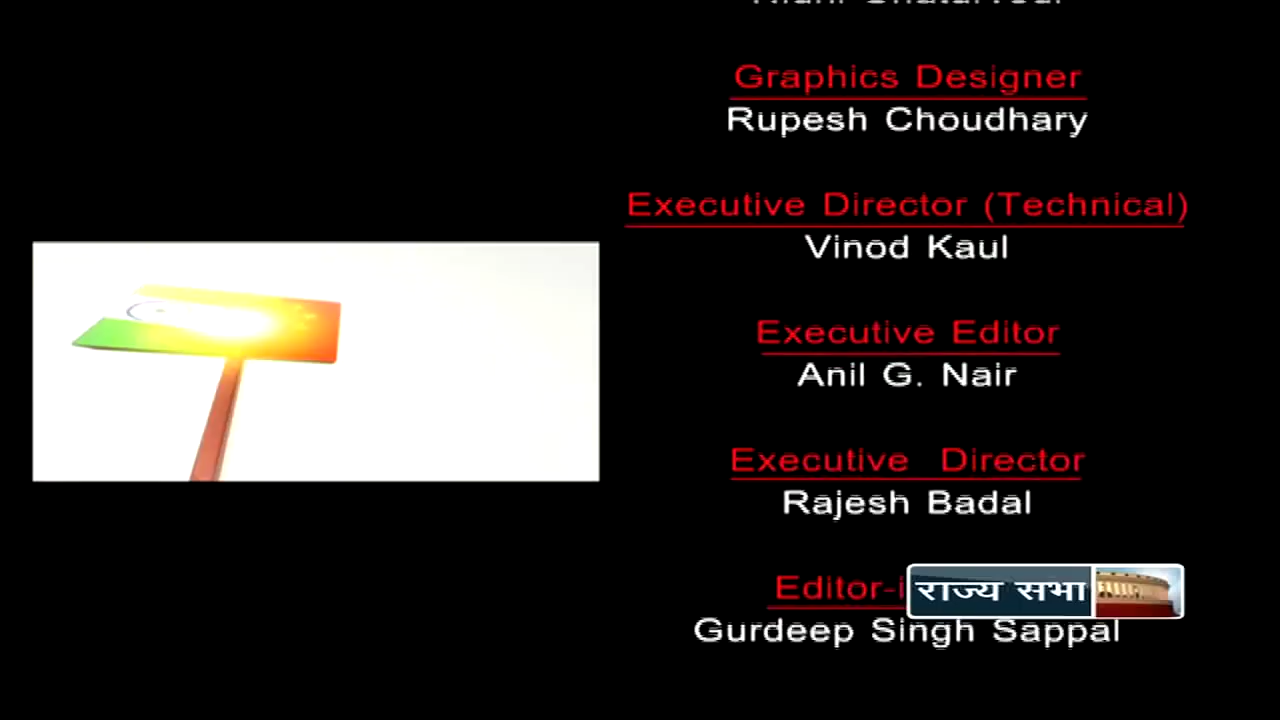 Graphics Designer
Rupesh Choudhary
Executive Director (Technical)
Vinod Kaul
Executive Editor
Anil G. Nair
Executive Director
Rajesh Badal
Editor-i
राज्य सभा
Gurdeep Singh Sappal